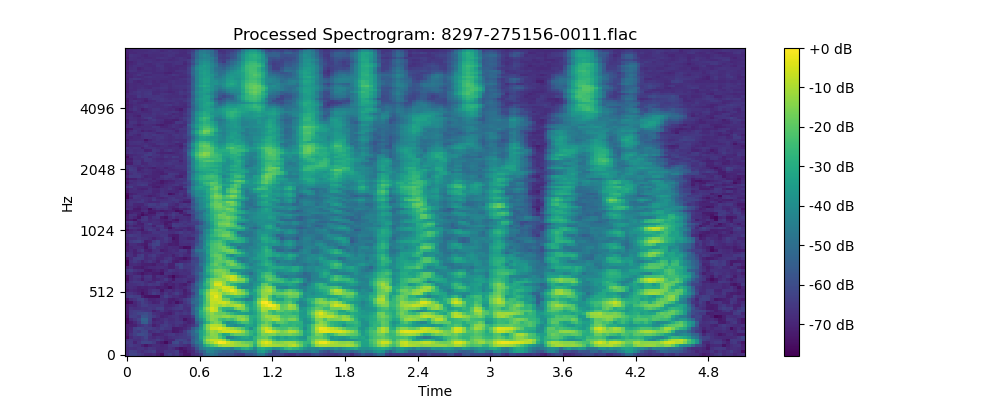 Processed Spectrogram: 8297-275156-0011.flac
Hz
4096
2048
1024
512
0
0 0.6 1.2 1.8 2.4 3 3.6 4.2 4.8
Time
+0 dB
-10 dB
-20 dB
-30 dB
-40 dB
-50 dB
-60 dB
-70 dB